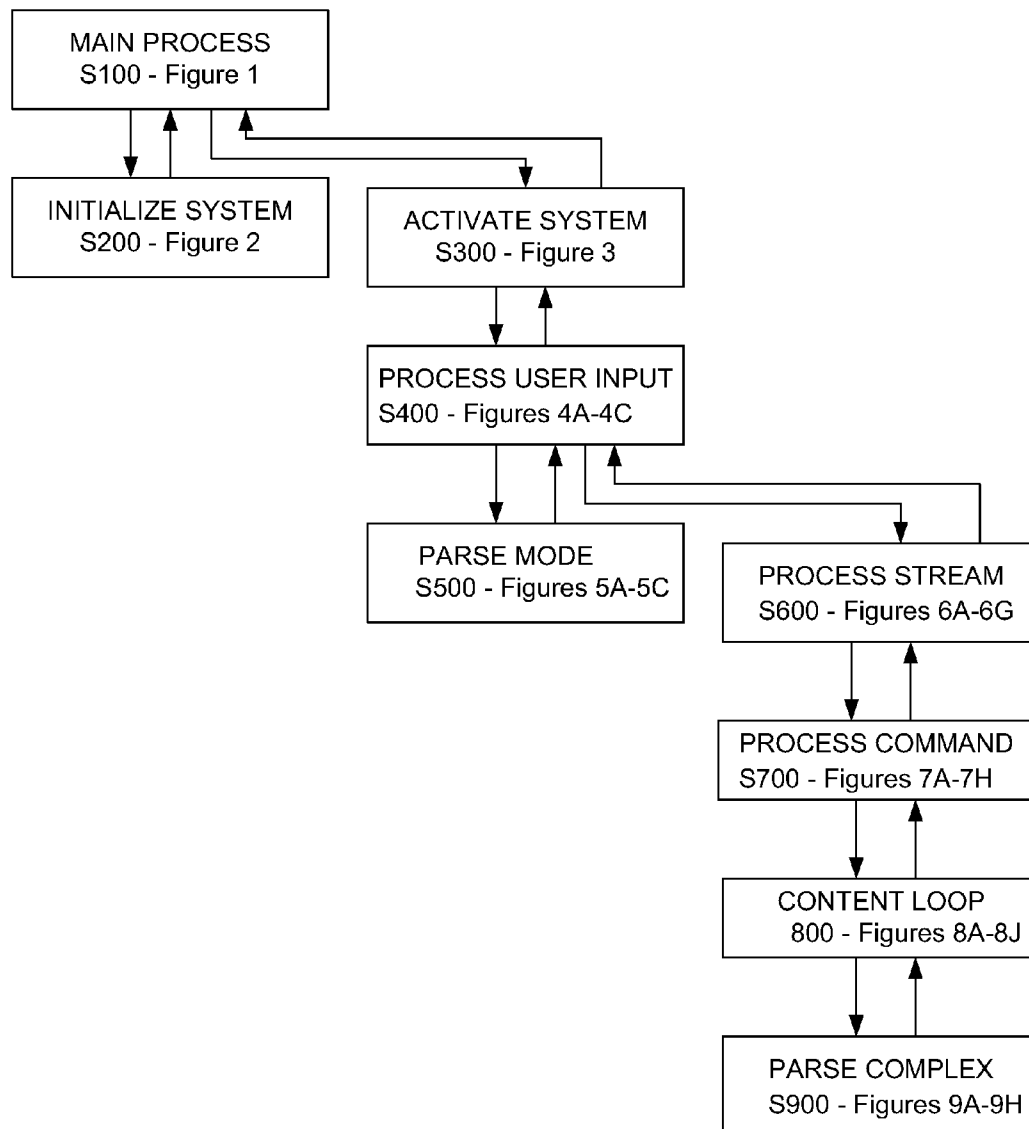 MAIN PROCESS
S100 - Figure 1
INITIALIZE SYSTEM
S200 - Figure 2
ACTIVATE SYSTEM
S300 - Figure 3
PROCESS USER INPUT
S400 - Figures 4A-4C
PARSE MODE
S500 - Figures 5A-5C
PROCESS STREAM
S600 - Figures 6A-6G
PROCESS COMMAND
S700 - Figures 7A-7H
CONTENT LOOP
800 - Figures 8A-8J
PARSE COMPLEX
S900 - Figures 9A-9H